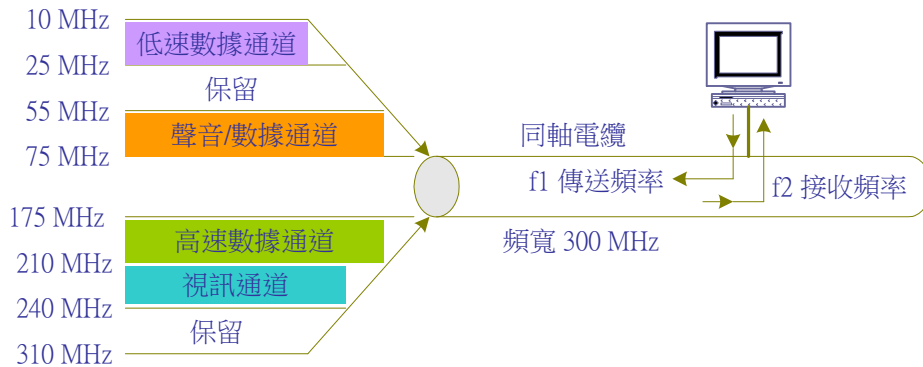 10 MHz
低速數據通道
25 MHz
保留
55 MHz
聲音/數據通道
75 MHz
175 MHz
高速數據通道
210 MHz
視訊通道
240 MHz
保留
310 MHz
同軸電纜
f1 傳送頻率
f2 接收頻率
頻寬 300 MHz